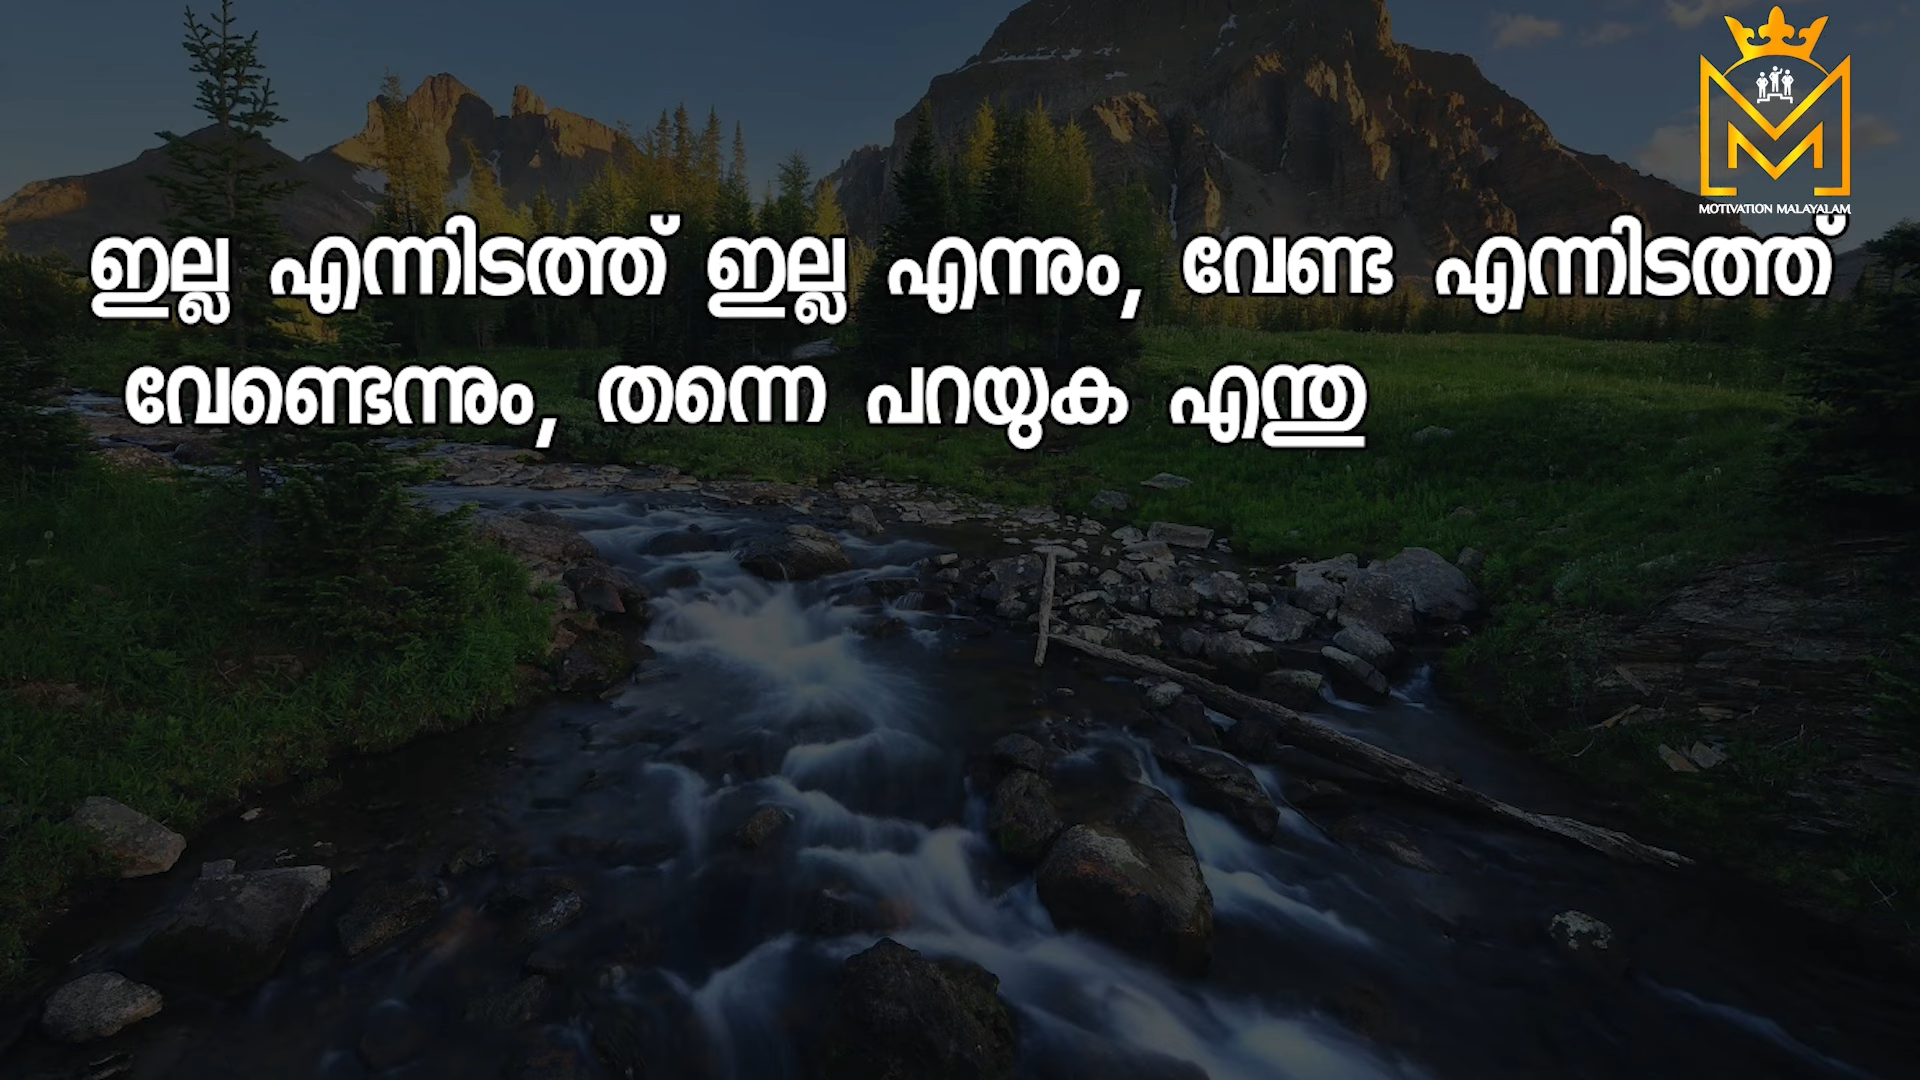 MOTIVATION MALAYALAM
ഇല്ല എന്നിടത്ത് ഇല്ല എന്നും, വേണ്ട എന്നിടത്ത്
വേണ്ടെന്നും, തന്നെ പറയുക എന്തു